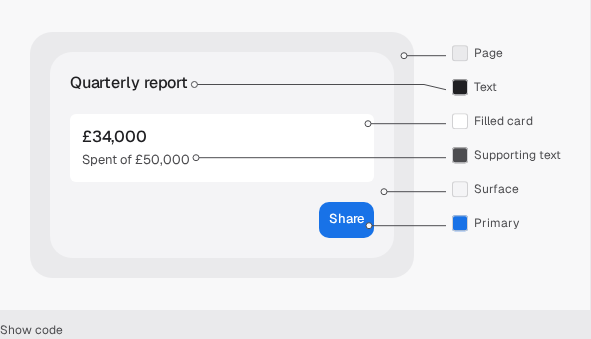 Page
Quarterly report
Text
Filled card
£34,000
Spent of £50,000
Supporting text
Surface
Share
Primary
Show code